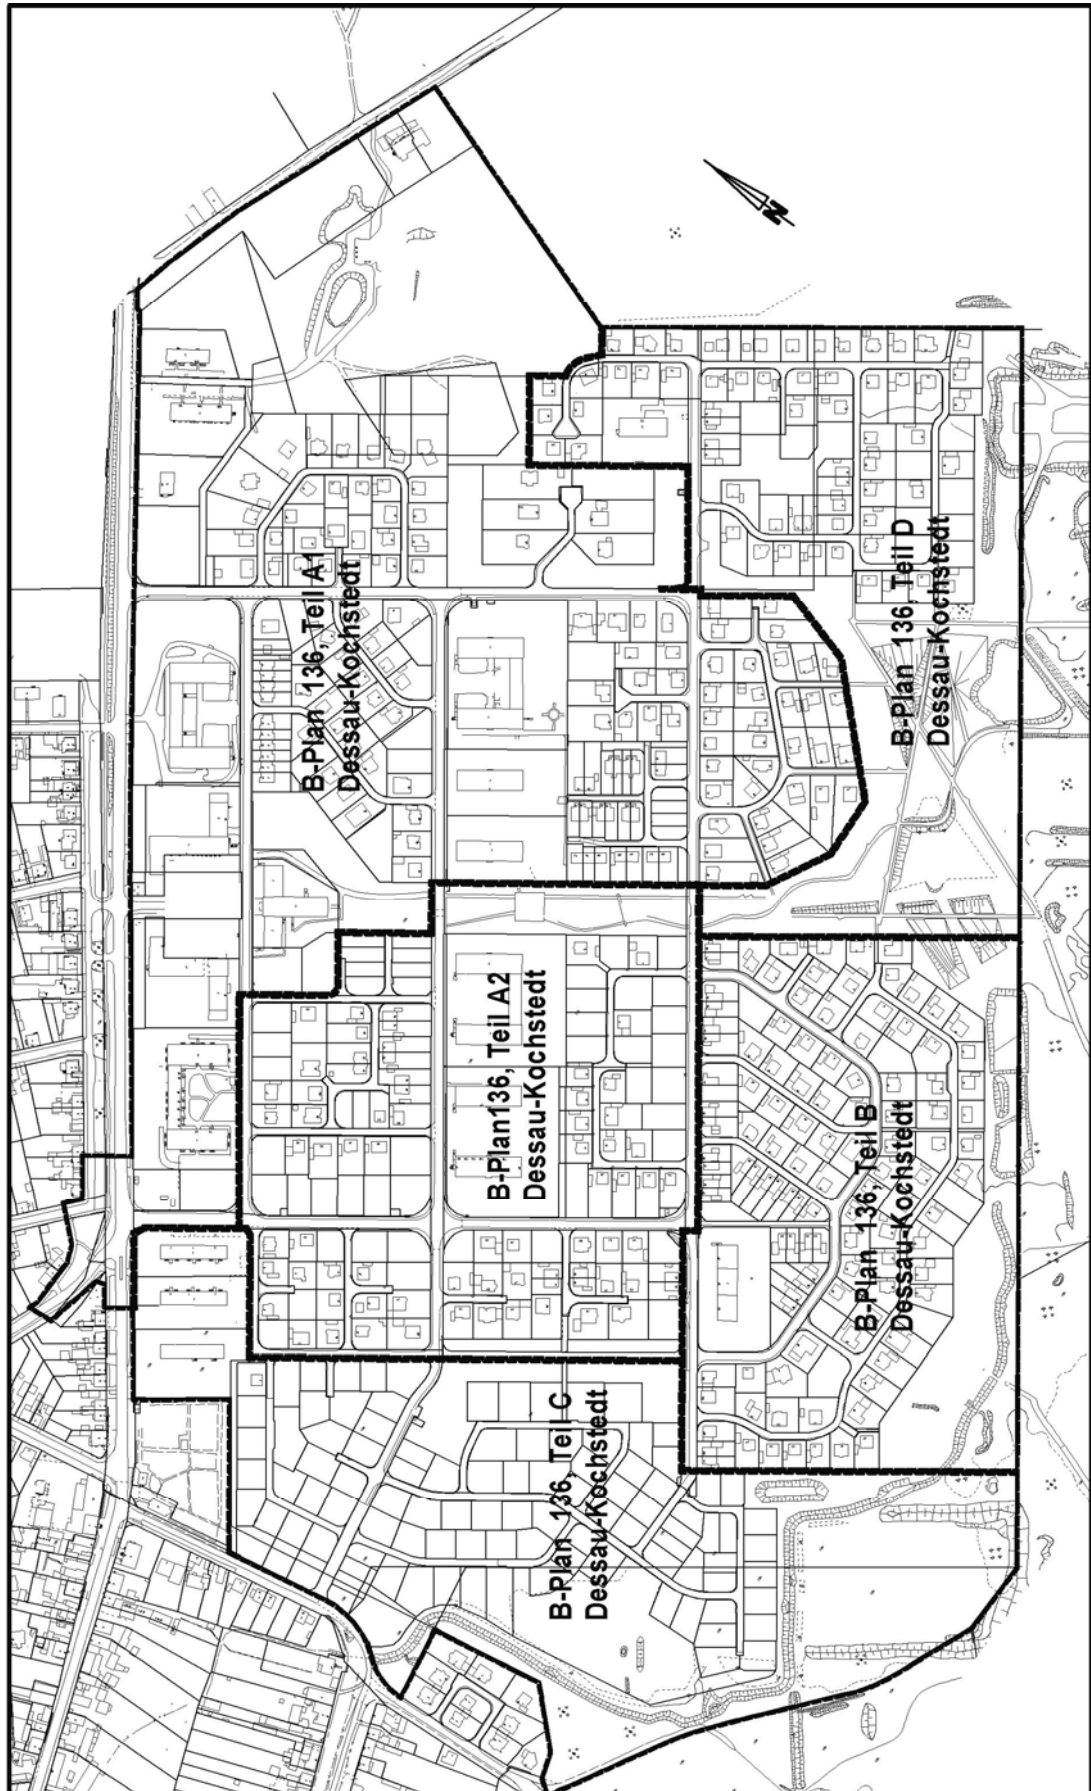 B-Plan 136, Teil A1
Dessau-Kochstedt
B-Plan136, Teil A2
Dessau-Kochstedt
B-Plan 136, Teil B
Dessau-Kochstedt
B-Plan 136, Teil C
Dessau-Kochstedt
B-Plan 136, Teil D
Dessau-Kochstedt
N